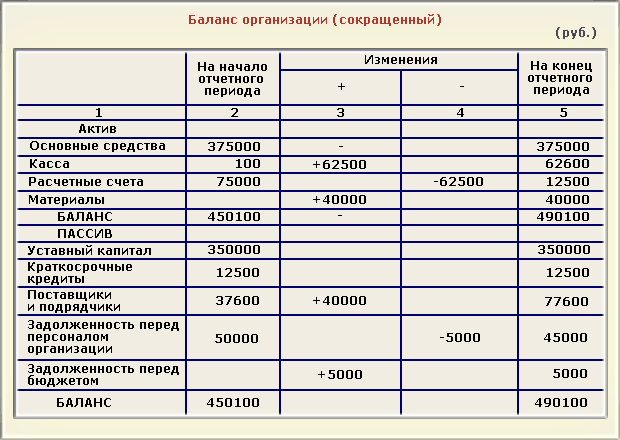 Баланс организации (сокращенный)
(руб.)
На начало отчетного периода Изменения На конец отчетного периода
+ -
1 2 3 4 5
Актив
Основные средства 375000 - 375000
Касса 100 +62500 62600
Расчетные счета 75000 -62500 12500
Материалы +40000 40000
БАЛАНС 450100 - 490100
ПАССИВ
Уставный капитал 350000 350000
Краткосрочные
кредиты 12500 12500
Поставщики
и подрядчики 37600 +40000 77600
Задолженность перед
персоналом
организации 50000 -5000 45000
Задолженность перед
бюджетом +5000 5000
БАЛАНС 450100 490100